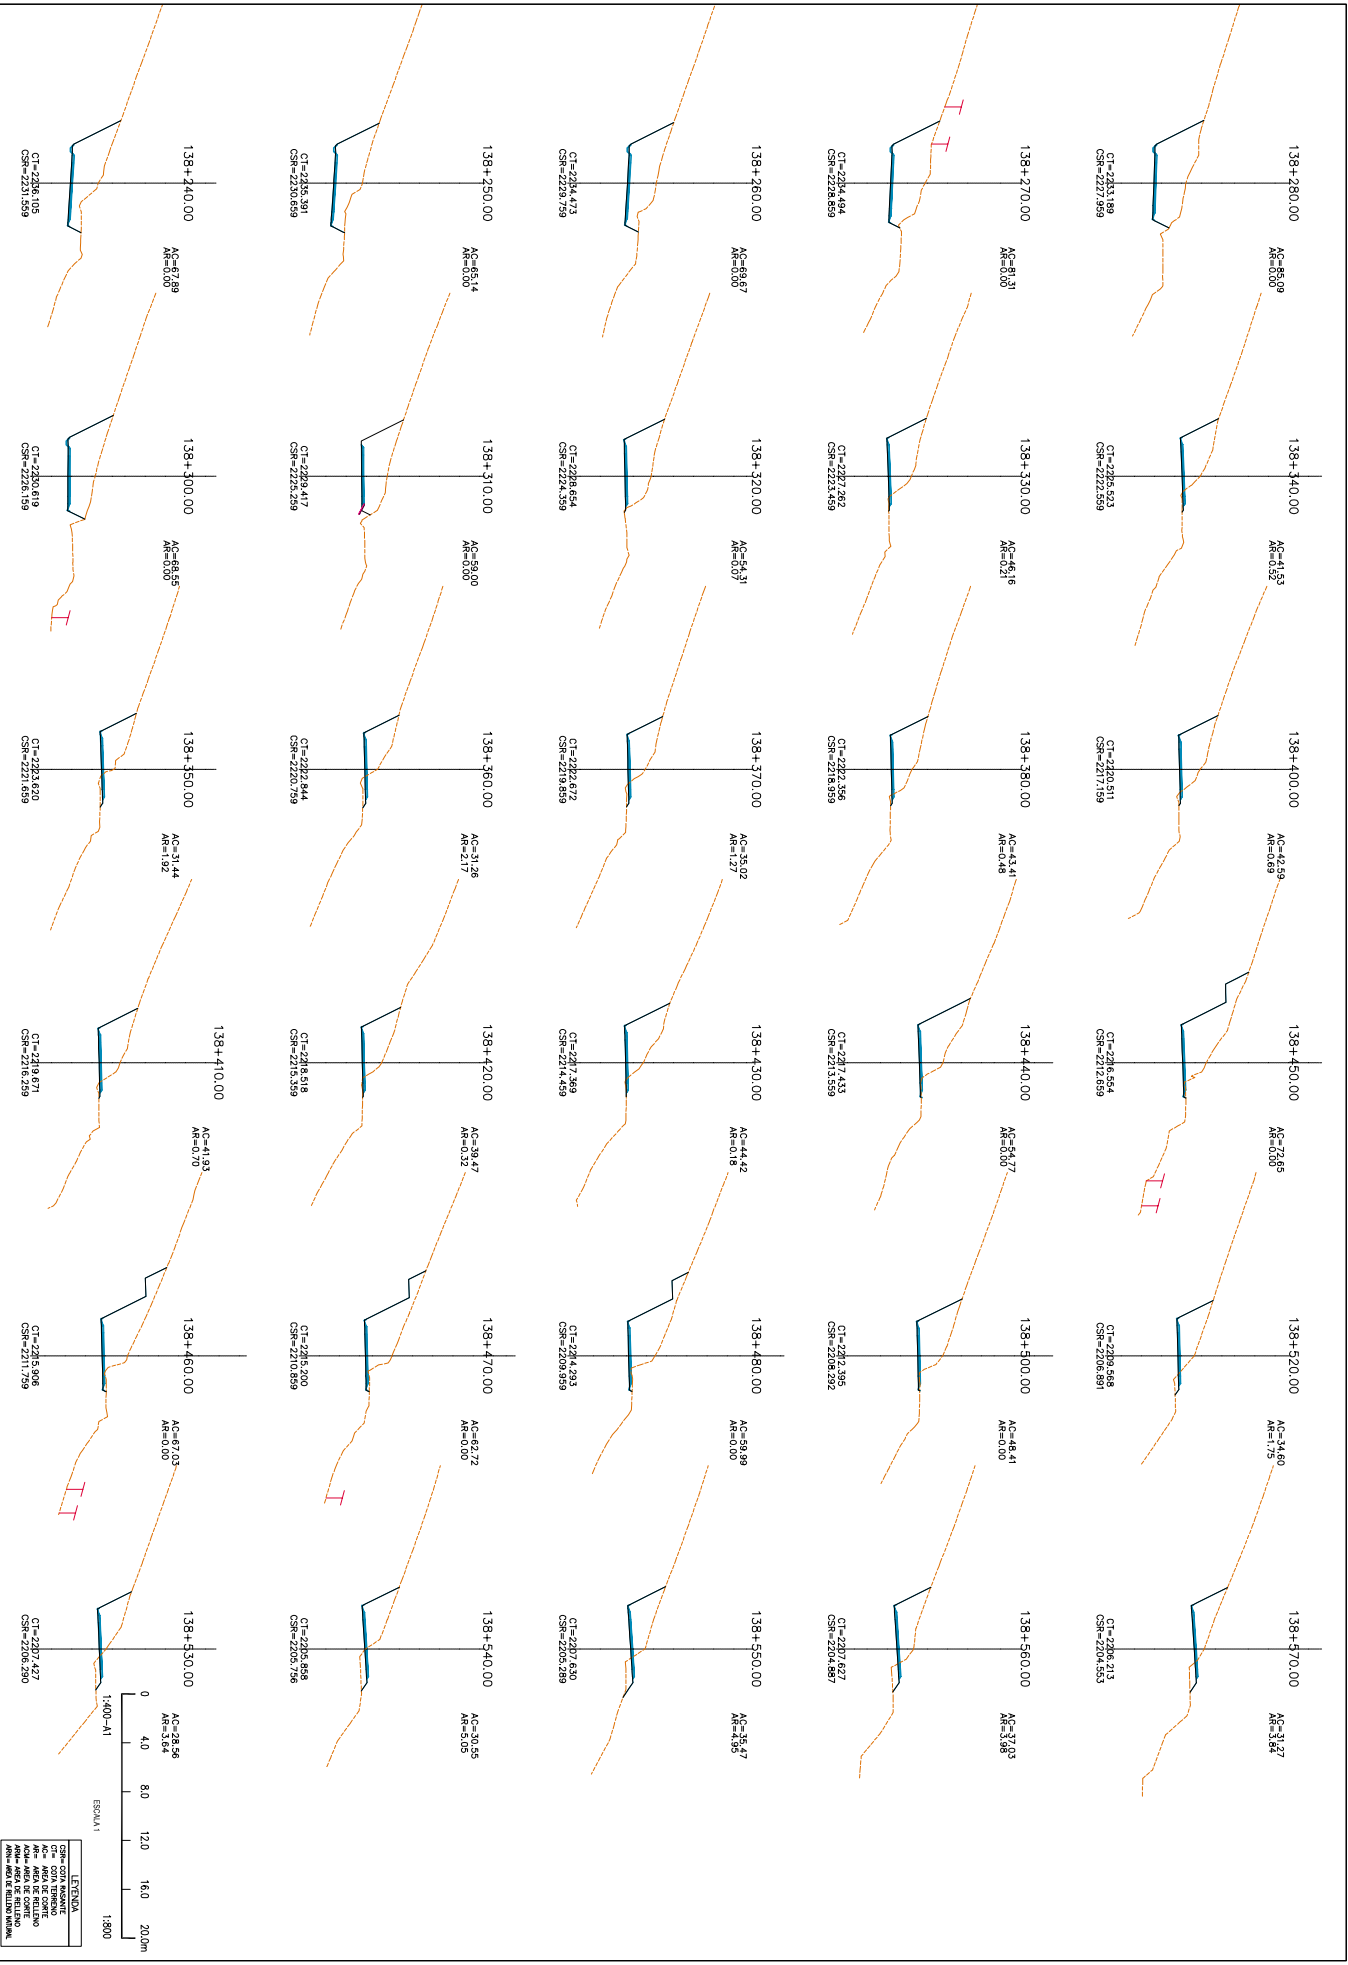 138+280.00
AC=85.09
AR=0.00
CT=2233.189
CSR=2227.959
138+340.00
AC=41.53
AR=0.52
CT=2225.523
CSR=2222.559
138+400.00
AC=42.59
AR=0.69
CT=2220.511
CSR=2217.159
138+450.00
AC=72.65
AR=0.00
CT=2216.554
CSR=2212.659
138+520.00
AC=34.60
AR=1.75
CT=2209.568
CSR=2206.891
138+570.00
AC=31.27
AR=3.84
CT=2206.213
CSR=2204.553
138+270.00
AC=81.31
AR=0.00
CT=2234.494
CSR=2228.859
138+330.00
AC=46.16
AR=0.21
CT=2227.262
CSR=2223.459
138+380.00
AC=43.41
AR=0.48
CT=2222.356
CSR=2218.959
138+440.00
AC=54.77
AR=0.00
CT=2217.433
CSR=2213.559
138+500.00
AC=48.41
AR=0.00
CT=2212.395
CSR=2208.292
138+560.00
AC=37.03
AR=3.98
CT=2207.627
CSR=2204.887
138+260.00
AC=69.67
AR=0.00
CT=2234.473
CSR=2229.759
138+320.00
AC=54.31
AR=0.07
CT=2228.654
CSR=2224.359
138+370.00
AC=35.02
AR=1.27
CT=2222.672
CSR=2219.859
138+430.00
AC=44.42
AR=0.18
CT=2217.369
CSR=2214.459
138+480.00
AC=59.99
AR=0.00
CT=2214.293
CSR=2209.959
138+550.00
AC=35.47
AR=4.95
CT=2207.630
CSR=2205.289
138+250.00
AC=65.14
AR=0.00
CT=2235.391
CSR=2230.659
138+310.00
AC=59.00
AR=0.00
CT=2229.417
CSR=2225.259
138+360.00
AC=31.26
AR=2.17
CT=2222.844
CSR=2220.759
138+420.00
AC=39.47
AR=0.32
CT=2218.518
CSR=2215.359
138+470.00
AC=62.72
AR=0.00
CT=2215.200
CSR=2210.859
138+540.00
AC=30.55
AR=5.05
CT=2205.858
CSR=2205.756
138+240.00
AC=67.89
AR=0.00
CT=2236.105
CSR=2231.559
138+300.00
AC=68.55
AR=0.00
CT=2230.619
CSR=2226.159
138+350.00
AC=31.44
AR=1.92
CT=2223.620
CSR=2221.659
138+410.00
AC=41.93
AR=0.70
CT=2219.671
CSR=2216.259
138+460.00
AC=67.03
AR=0.00
CT=2215.906
CSR=2211.759
138+530.00
AC=28.56
AR=3.64
CT=2207.427
CSR=2206.290
0 4.0 8.0 12.0 16.0 20.0m
1:400-A1 1:800
ESCALA 1
LEYENDA
CSR= COTA RASANTE
CT= COTA TERRENO
AC= AREA DE CORTE
AR= AREA DE RELLENO
ACM= AREA DE CORTE
ARM= AREA DE RELLENO
ARN= AREA DE RELLENO NATURAL